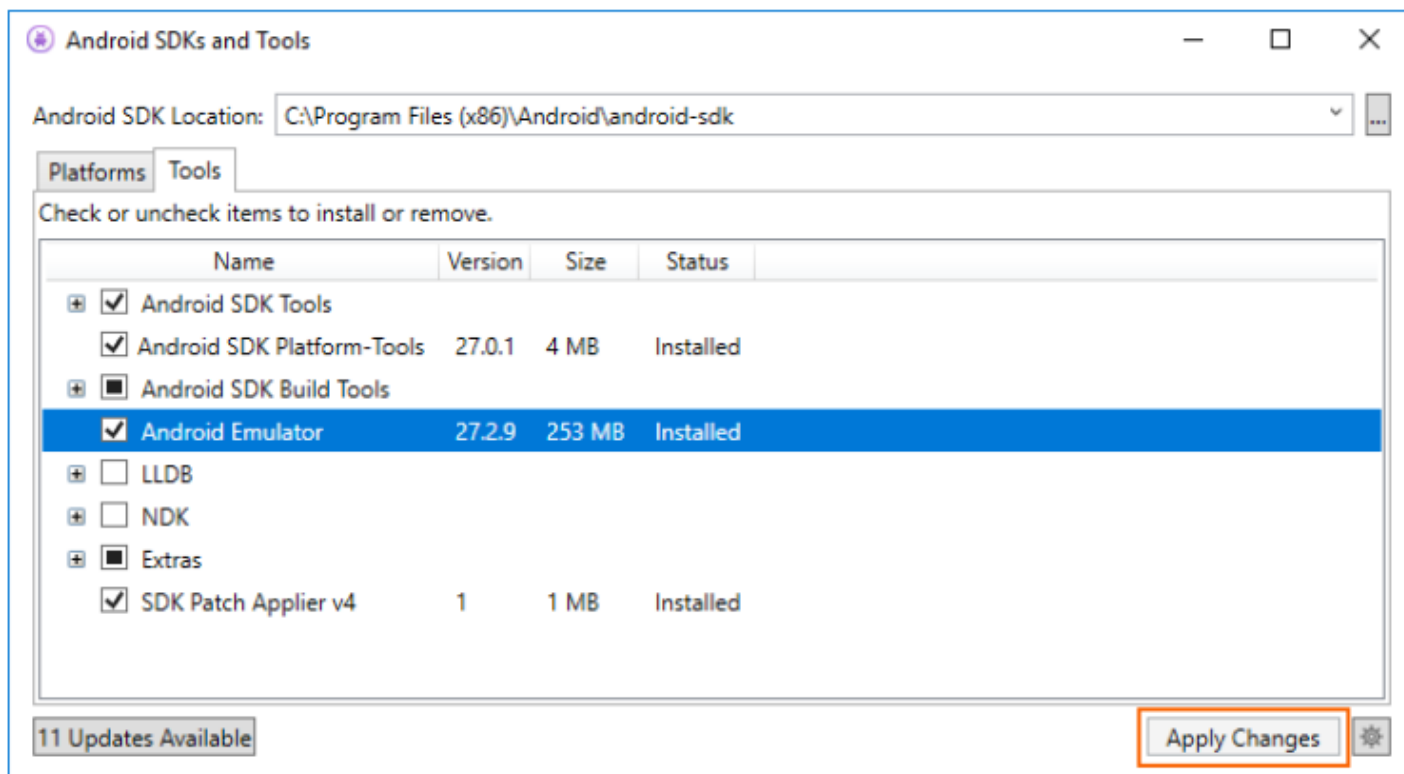 Android SDKs and Tools
Android SDK Location: C:\Program Files (x86)\Android\android-sdk ...
Platforms Tools
Check or uncheck items to install or remove.
Name Version Size Status
Android SDK Tools
Android SDK Platform-Tools 27.0.1 4 MB Installed
Android SDK Build Tools
Android Emulator 27.2.9 253 MB Installed
LLDB
NDK
Extras
SDK Patch Applier v4 1 1 MB Installed
11 Updates Available Apply Changes